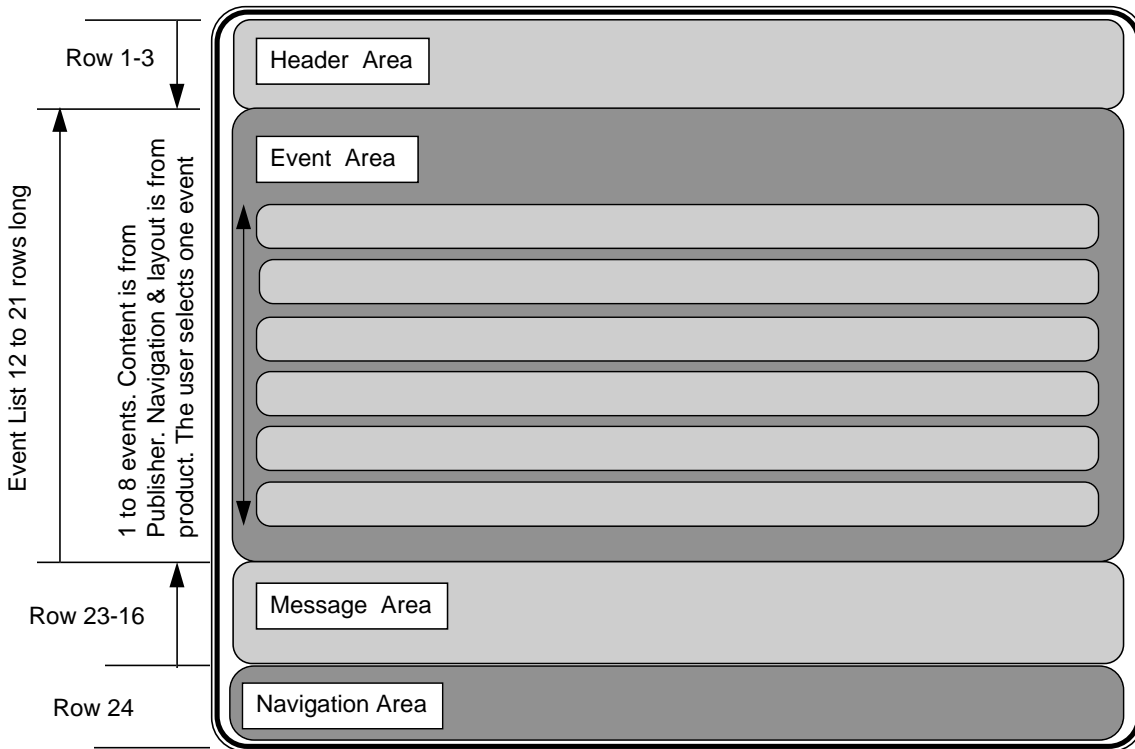 Row 1-3
Header Area
Event Area
Event List 12 to 21 rows long
1 to 8 events. Content is from
Publisher. Navigation & layout is from
product. The user selects one event
Row 23-16
Message Area
Row 24
Navigation Area